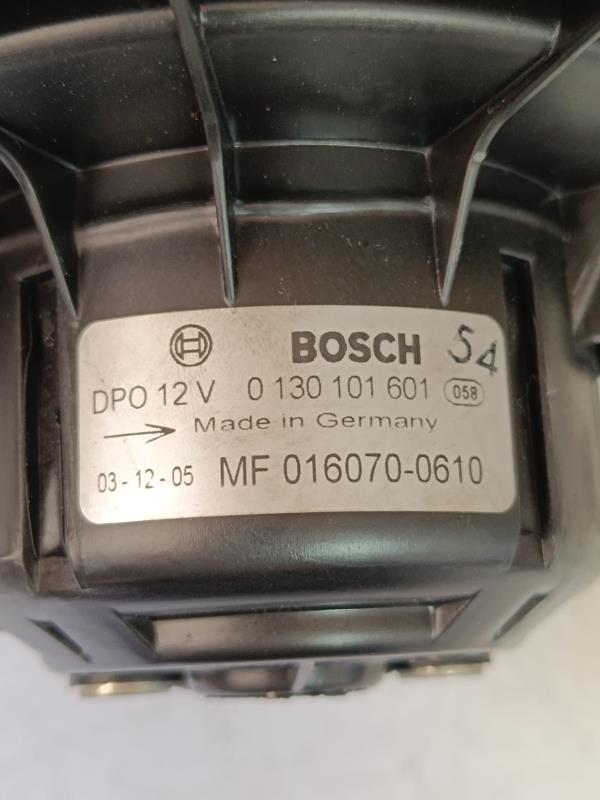 BOSCH 54
DPO 12 V 0 130 101 601 058
Made in Germany
03-12-05 MF 016070-0610